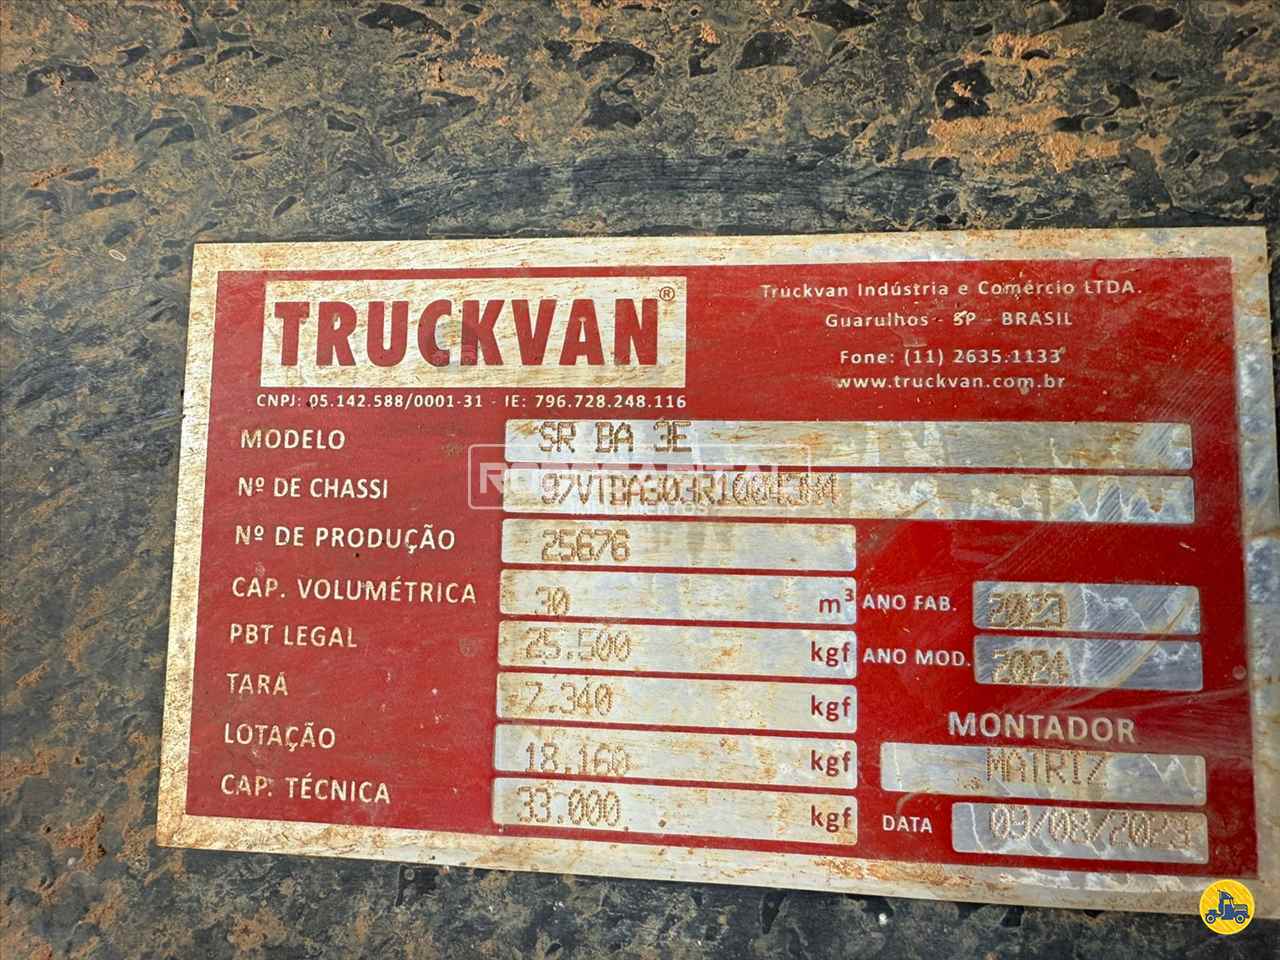 TRUCKVAN®
CNPJ: 05.142.588/0001-31 - IE: 796.728.248.116
Truckvan Indústria e Comércio LTDA.
Guarulhos - SP - BRASIL
Fone: (11) 2635.1133
www.truckvan.com.br
MODELO SR BA 3E
Nº DE CHASSI
Nº DE PRODUÇÃO 25676
CAP. VOLUMÉTRICA 30 m³
ANO FAB. 2023
PBT LEGAL 25.500 kgf
ANO MOD. 2024
TARA 7.340 kgf
LOTAÇÃO 18.160 kgf
CAP. TÉCNICA 33.000 kgf
MONTADOR
MATRIZ
DATA 09/08/2023